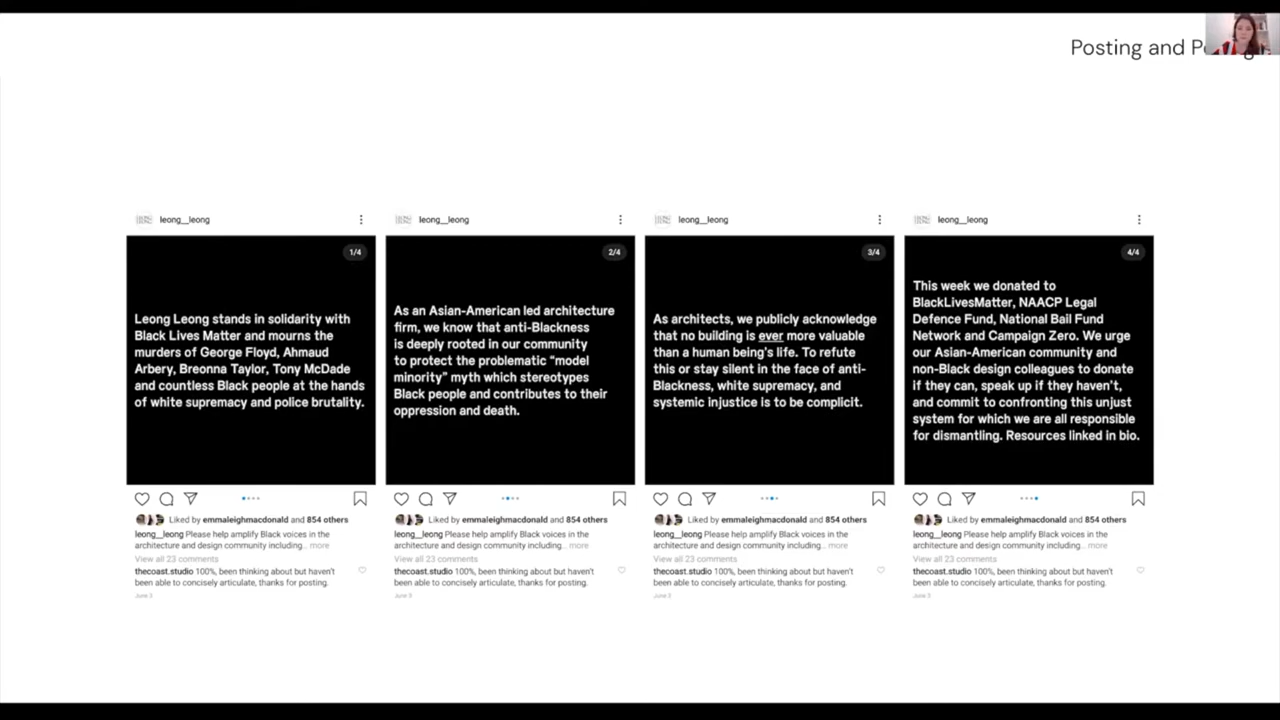 Posting and
leong__leong
1/4
Leong Leong stands in solidarity with
Black Lives Matter and mourns the
murders of George Floyd, Ahmaud
Arbery, Breonna Taylor, Tony McDade
and countless Black people at the hands
of white supremacy and police brutality.
Liked by emmaleighmacdonald and 854 others
leong__leong Please help amplify Black voices in the
architecture and design community including... more
View all 23 comments
thecoast.studio 100%, been thinking about but haven't
been able to concisely articulate, thanks for posting.
June 3
leong__leong
2/4
As an Asian-American led architecture
firm, we know that anti-Blackness
is deeply rooted in our community
to protect the problematic “model
minority” myth which stereotypes
Black people and contributes to their
oppression and death.
Liked by emmaleighmacdonald and 854 others
leong__leong Please help amplify Black voices in the
architecture and design community including... more
View all 23 comments
thecoast.studio 100%, been thinking about but haven't
been able to concisely articulate, thanks for posting.
June 3
leong__leong
3/4
As architects, we publicly acknowledge
that no building is ever more valuable
than a human being's life. To refute
this or stay silent in the face of anti-
Blackness, white supremacy, and
systemic injustice is to be complicit.
Liked by emmaleighmacdonald and 854 others
leong__leong Please help amplify Black voices in the
architecture and design community including... more
View all 23 comments
thecoast.studio 100%, been thinking about but haven't
been able to concisely articulate, thanks for posting.
June 3
leong__leong
4/4
This week we donated to
BlackLivesMatter, NAACP Legal
Defence Fund, National Bail Fund
Network and Campaign Zero. We urge
our Asian-American community and
non-Black design colleagues to donate
if they can, speak up if they haven't,
and commit to confronting this unjust
system for which we are all responsible
for dismantling. Resources linked in bio.
Liked by emmaleighmacdonald and 854 others
leong__leong Please help amplify Black voices in the
architecture and design community including... more
View all 23 comments
thecoast.studio 100%, been thinking about but haven't
been able to concisely articulate, thanks for posting.
June 3